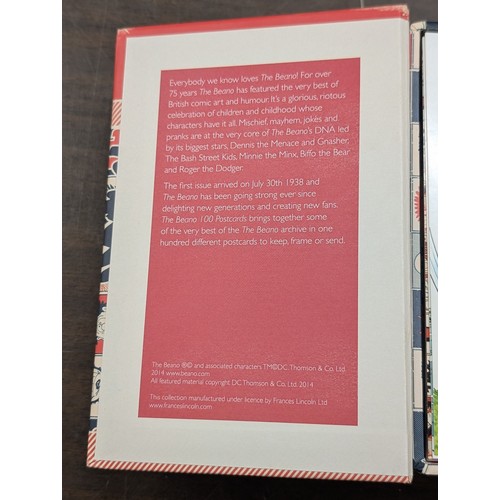 Everybody we know loves The Beano! For over
75 years The Beano has featured the very best of
British comic art and humour. It's a glorious, riotous
celebration of children and childhood whose
characters have it all. Mischief, mayhem, jokes and
pranks are at the very core of The Beano's DNA led
by its biggest stars, Dennis the Menace and Gnasher,
The Bash Street Kids, Minnie the Minx, Biffo the Bear
and Roger the Dodger.
The first issue arrived on July 30th 1938 and
The Beano has been going strong ever since
delighting new generations and creating new fans.
The Beano 100 Postcards brings together some
of the very best of the The Beano archive in one
hundred different postcards to keep, frame or send.
The Beano ®© and associated characters TM©DC Thomson & Co. Ltd.
2014 www.beano.com
All featured material copyright DC Thomson & Co. Ltd. 2014
This collection manufactured under licence by Frances Lincoln Ltd
www.franceslincoln.com